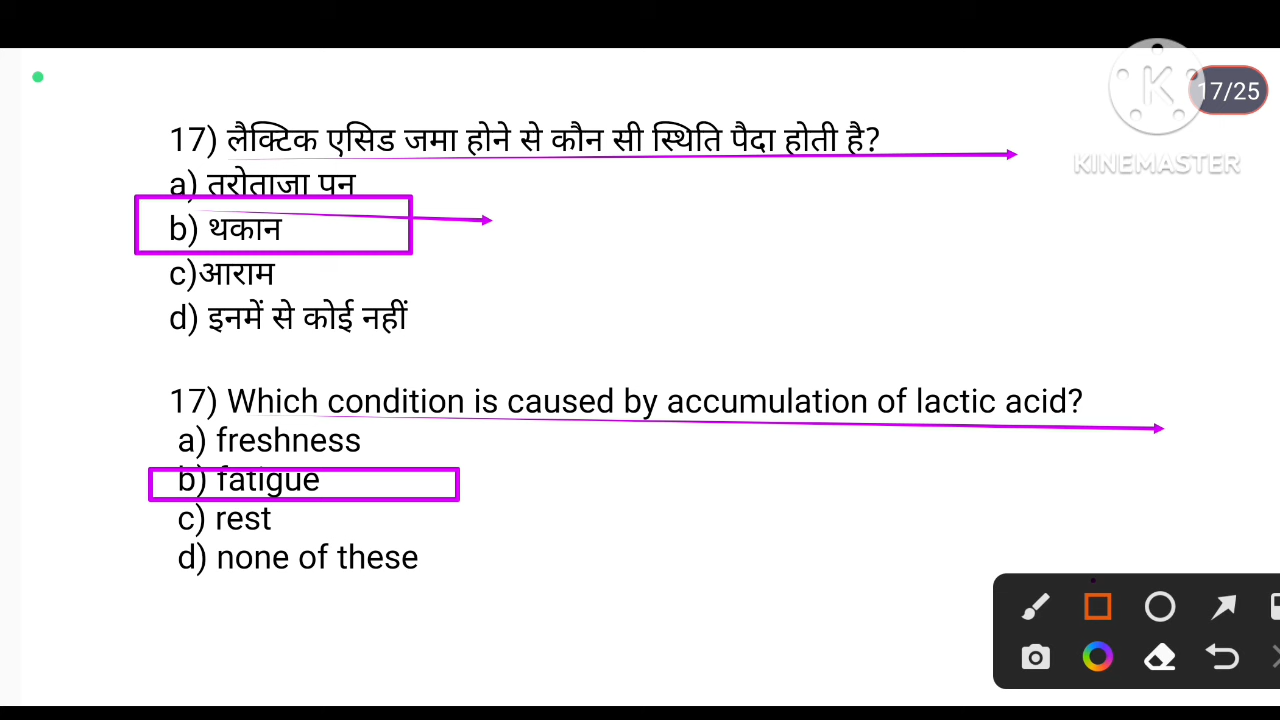 17/25
KINEMASTER
17) लैक्टिक एसिड जमा होने से कौन सी स्थिति पैदा होती है?
a) तरोताजा पन
b) थकान
c)आराम
d) इनमें से कोई नहीं
17) Which condition is caused by accumulation of lactic acid?
a) freshness
b) fatigue
c) rest
d) none of these